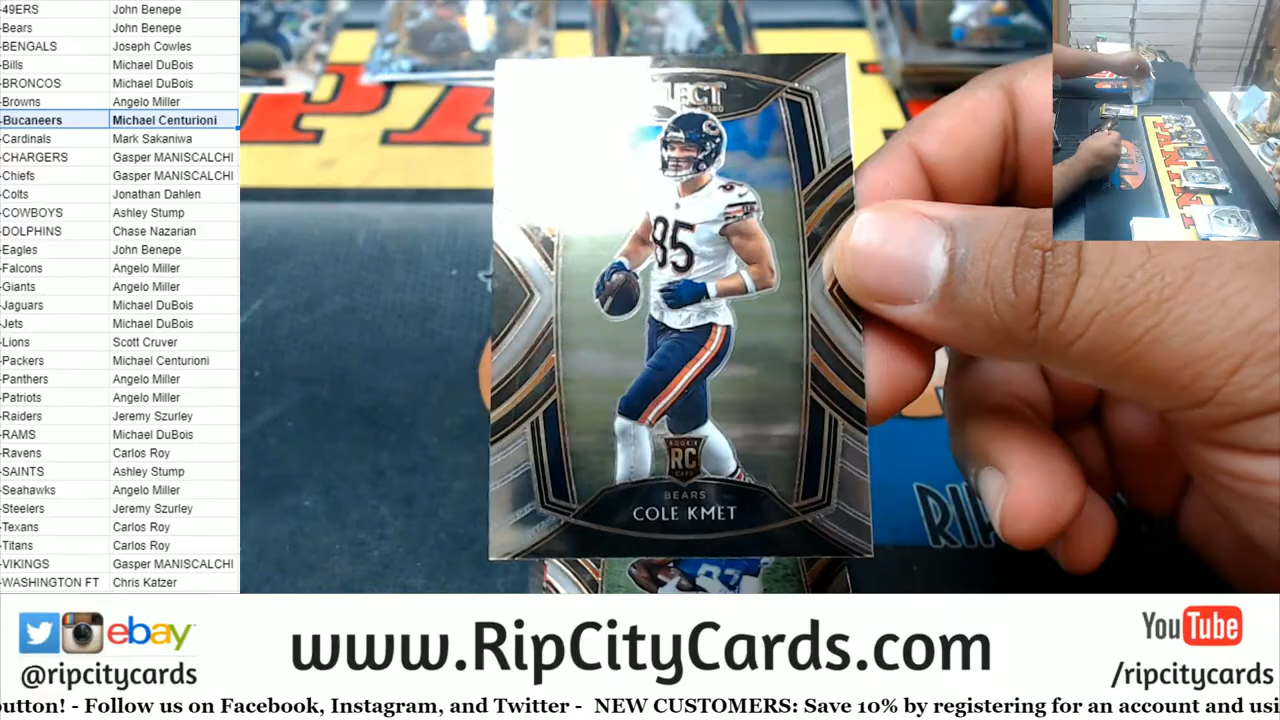 -49ERS John Benepe
-Bears John Benepe
-BENGALS Joseph Cowles
-Bills Michael DuBois
-BRONCOS Michael DuBois
-Browns Angelo Miller
-Bucaneers Michael Centurioni
-Cardinals Mark Sakaniwa
-CHARGERS Gasper MANISCALCHI
-Chiefs Gasper MANISCALCHI
-Colts Jonathan Dahlen
-COWBOYS Ashley Stump
-DOLPHINS Chase Nazarian
-Eagles John Benepe
-Falcons Angelo Miller
-Giants Angelo Miller
-Jaguars Michael DuBois
-Jets Michael DuBois
-Lions Scott Cruver
-Packers Michael Centurioni
-Panthers Angelo Miller
-Patriots Angelo Miller
-Raiders Jeremy Szurley
-RAMS Michael DuBois
-Ravens Carlos Roy
-SAINTS Ashley Stump
-Seahawks Angelo Miller
-Steelers Jeremy Szurley
-Texans Carlos Roy
-Titans Carlos Roy
-VIKINGS Gasper MANISCALCHI
-WASHINGTON FT Chris Katzer
LECT
2020
85
ROOKIE
RC
CARD
BEARS
COLE KMET
RIP
ebay
@ripcitycards
www.RipCityCards.com
YouTube
/ripcitycards
button! - Follow us on Facebook, Instagram, and Twitter - NEW CUSTOMERS: Save 10% by registering for an account and usi